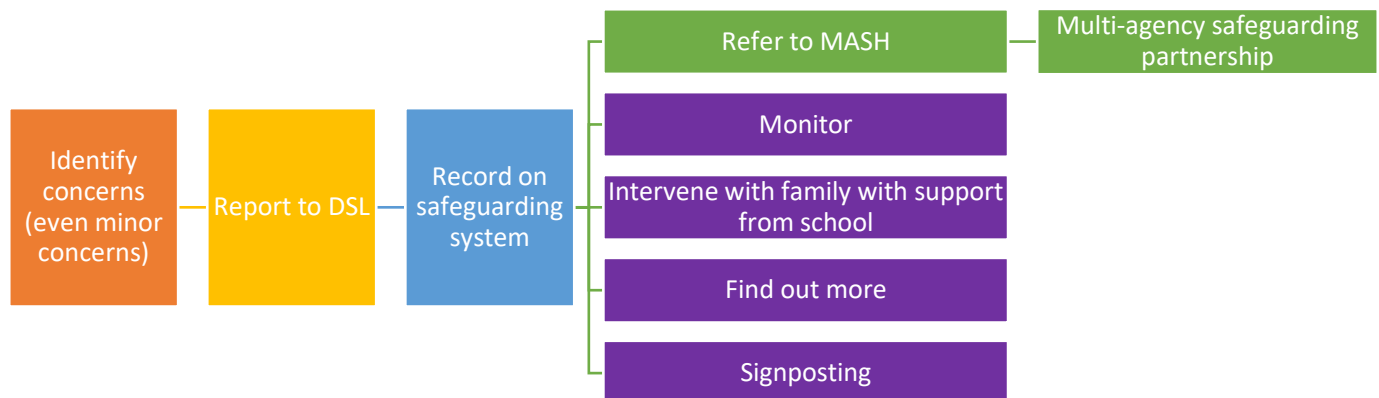 Identify
concerns
(even minor
concerns)
Report to DSL
Record on
safeguarding
system
Refer to MASH
Multi-agency safeguarding
partnership
Monitor
Intervene with family with support
from school
Find out more
Signposting